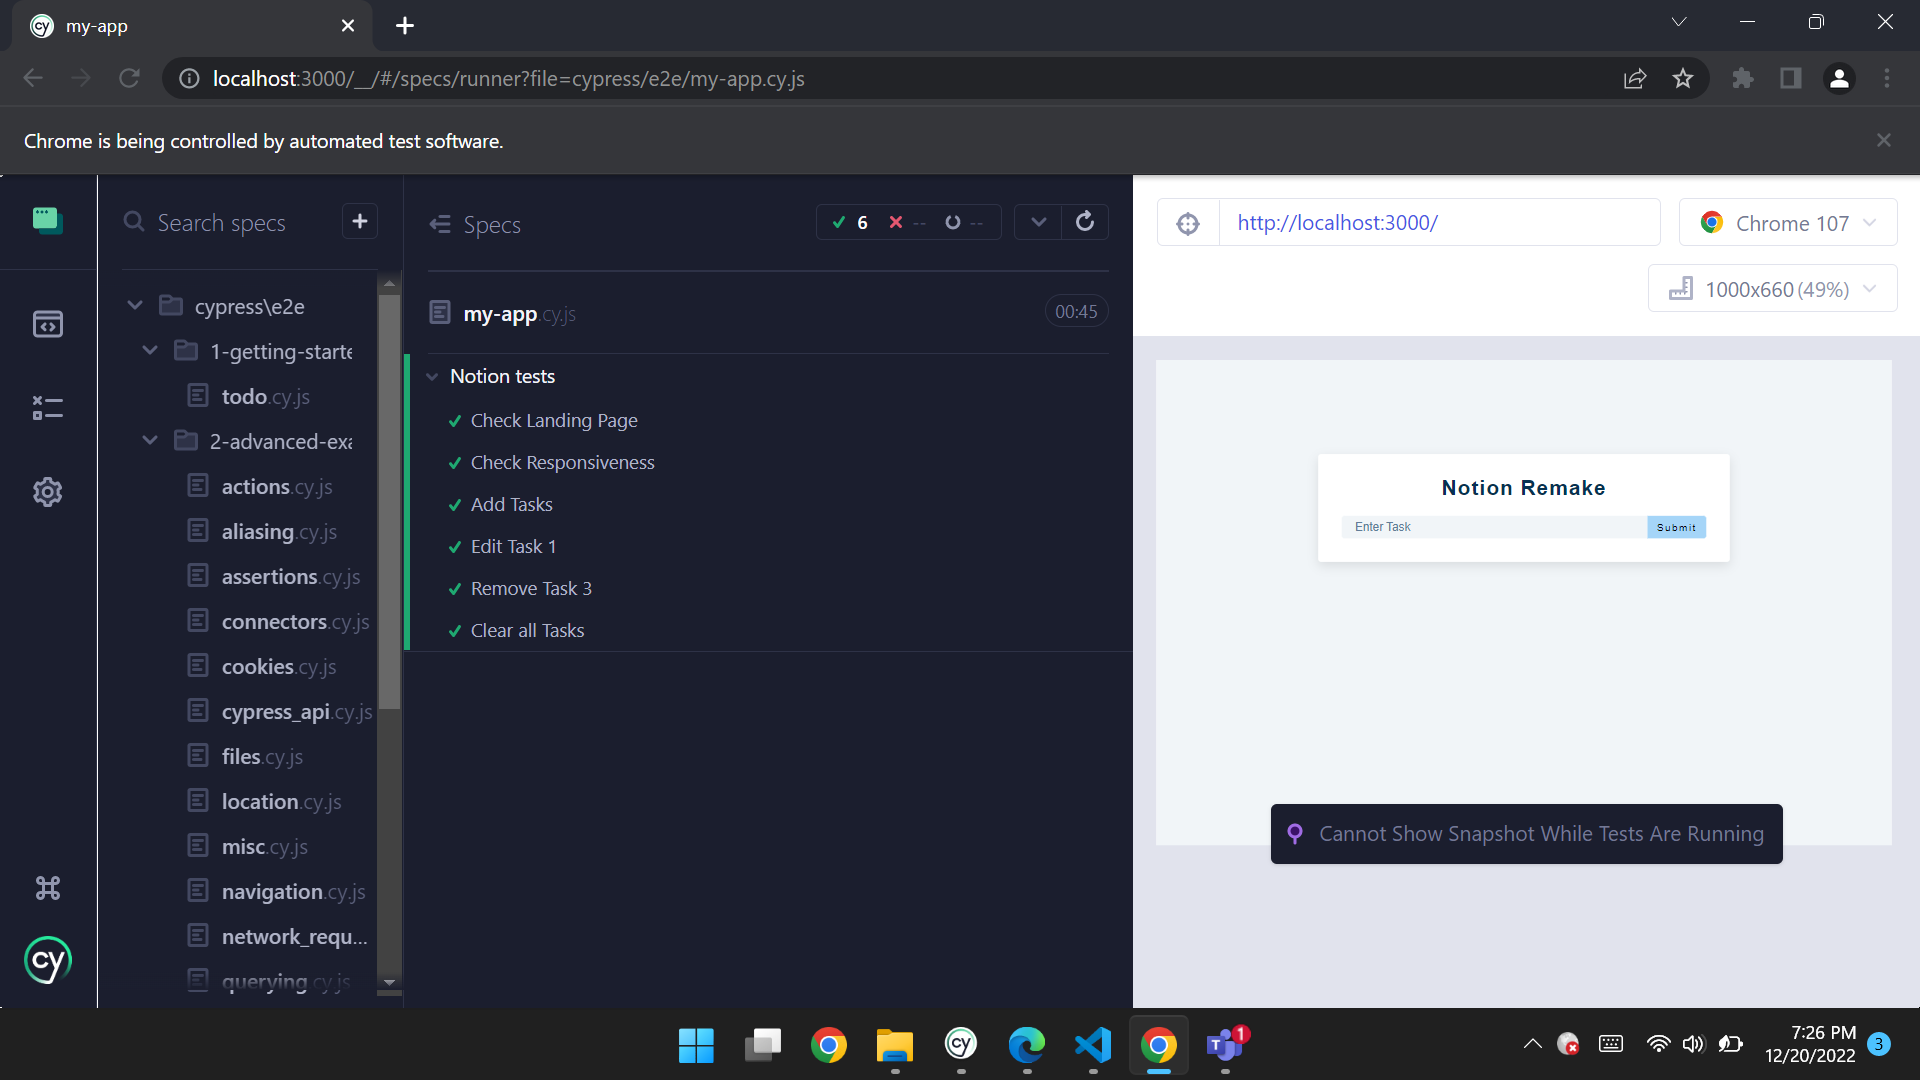 my-app
localhost:3000/__/#/specs/runner?file=cypress/e2e/my-app.cy.js
Chrome is being controlled by automated test software.
Search specs
cypress\e2e
1-getting-starte
todo.cy.js
2-advanced-exa
actions.cy.js
aliasing.cy.js
assertions.cy.js
connectors.cy.js
cookies.cy.js
cypress_api.cy.js
files.cy.js
location.cy.js
misc.cy.js
navigation.cy.js
network_requ...
querying.cy.js
cy
Specs
6 -- --
my-app.cy.js 00:45
Notion tests
Check Landing Page
Check Responsiveness
Add Tasks
Edit Task 1
Remove Task 3
Clear all Tasks
http://localhost:3000/
Chrome 107
1000x660 (49%)
Notion Remake
Enter Task Submit
Cannot Show Snapshot While Tests Are Running
cy
T
1
7:26 PM
12/20/2022
3